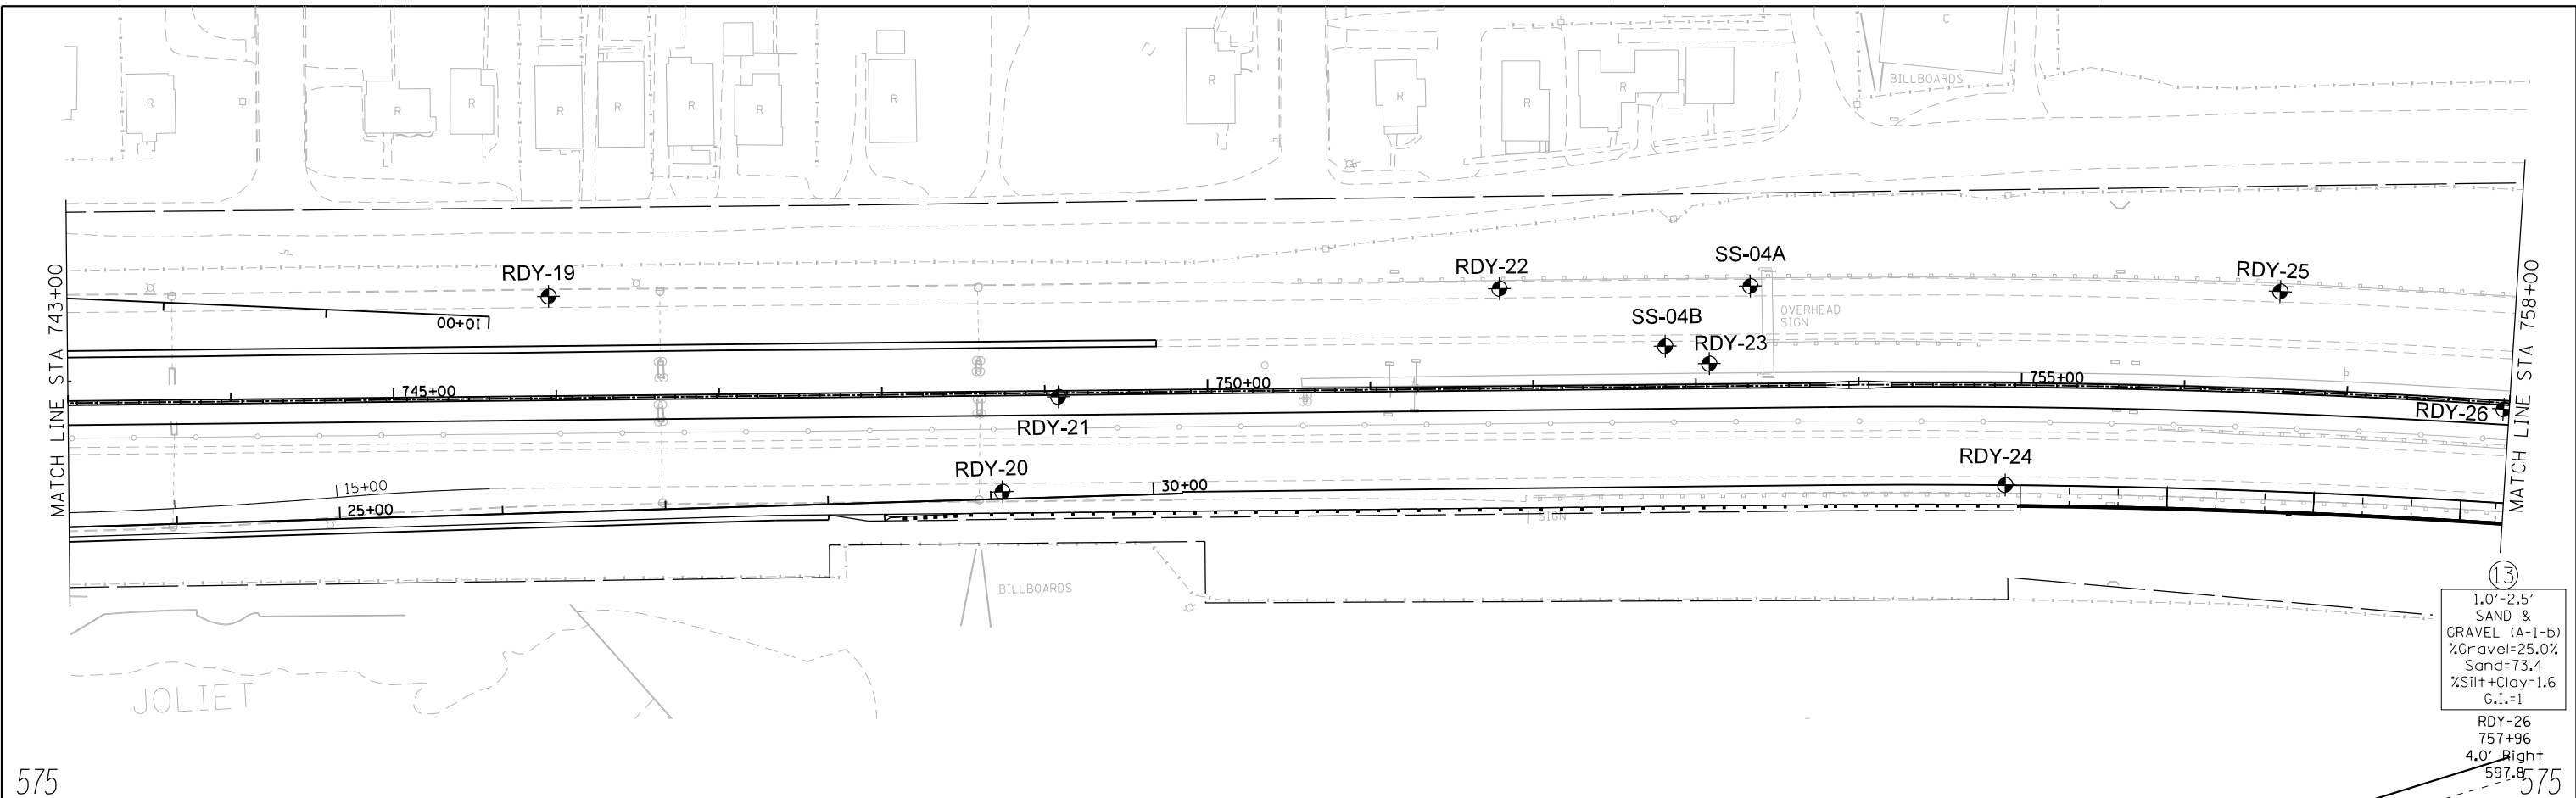 C
BILLBOARDS
R
R
R
R
R
R
R
R
R
R
R
R
MATCH LINE STA 743+00
RDY-19
RDY-22
SS-04A
RDY-25
10+00
SS-04B
RDY-23
OVERHEAD
SIGN
MATCH LINE STA 758+00
745+00
750+00
755+00
RDY-21
RDY-26
RDY-20
RDY-24
15+00
25+00
30+00
SIGN
BILLBOARDS
JOLIET
13
1.0'-2.5'
SAND &
GRAVEL (A-1-b)
%Gravel=25.0%
Sand=73.4
%Silt+Clay=1.6
G.I.=1
RDY-26
757+96
4.0' Right
597.8
575
575